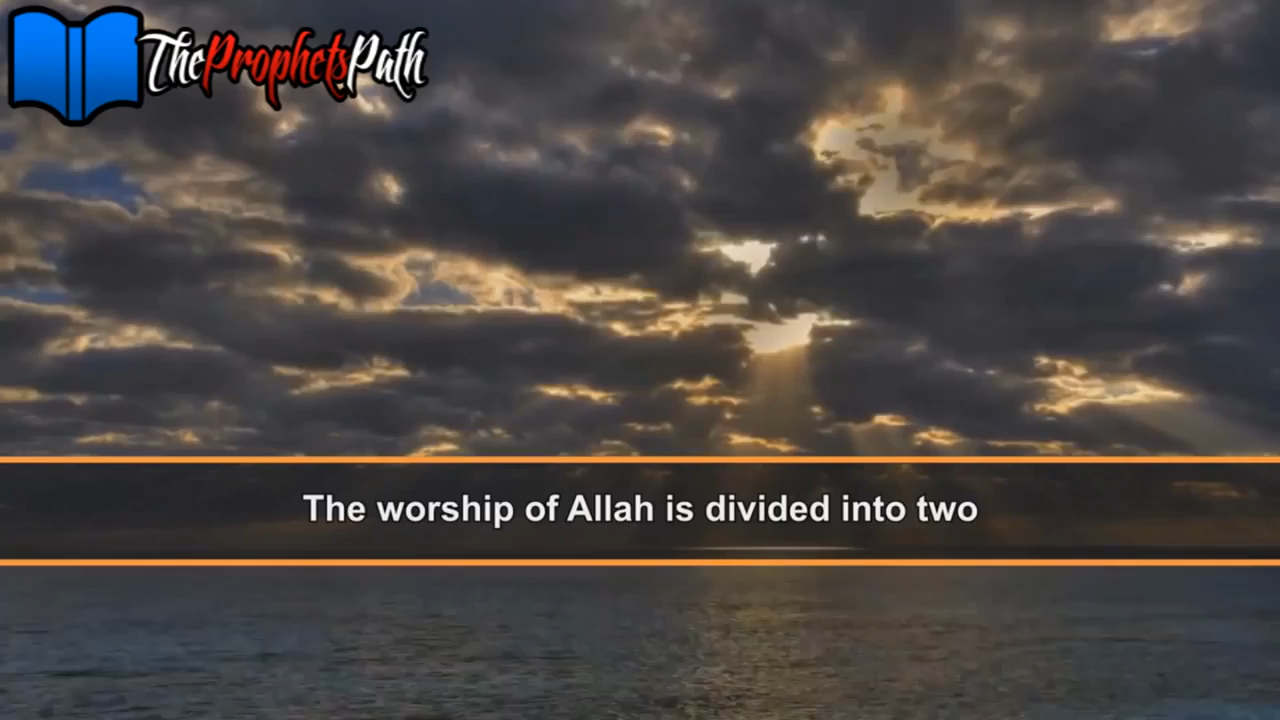 TheProphetsPath
The worship of Allah is divided into two